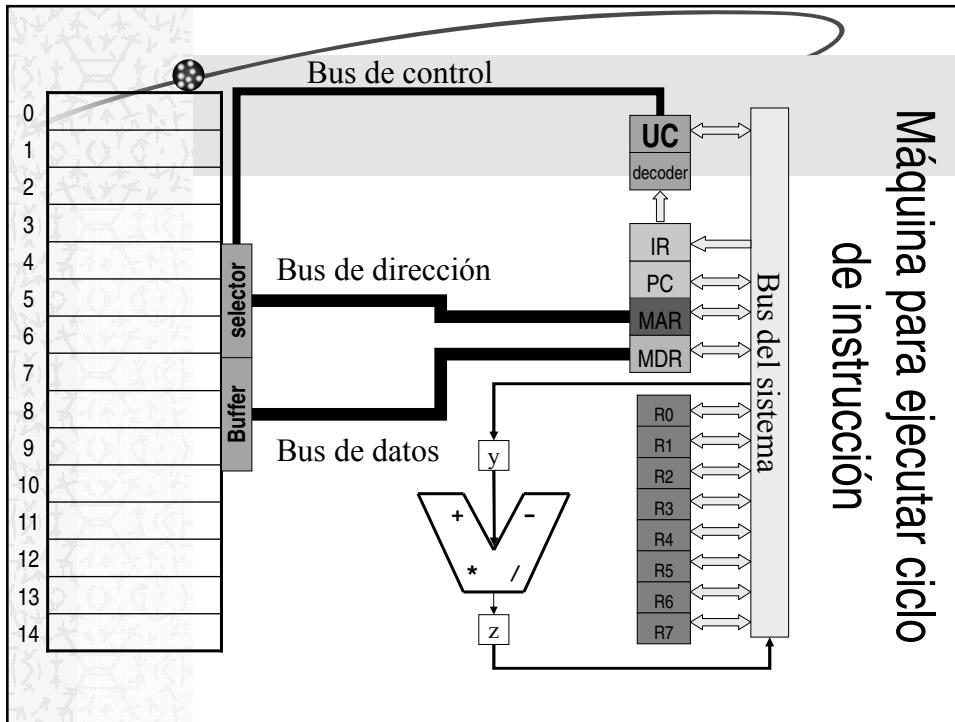 Máquina para ejecutar ciclo
de instrucción
Bus de control
0
1
2
3
4
5
6
7
8
9
10
11
12
13
14
selector
Buffer
Bus de dirección
Bus de datos
UC
decoder
IR
PC
MAR
MDR
R0
R1
R2
R3
R4
R5
R6
R7
Bus del sistema
y
+ −
* /
z